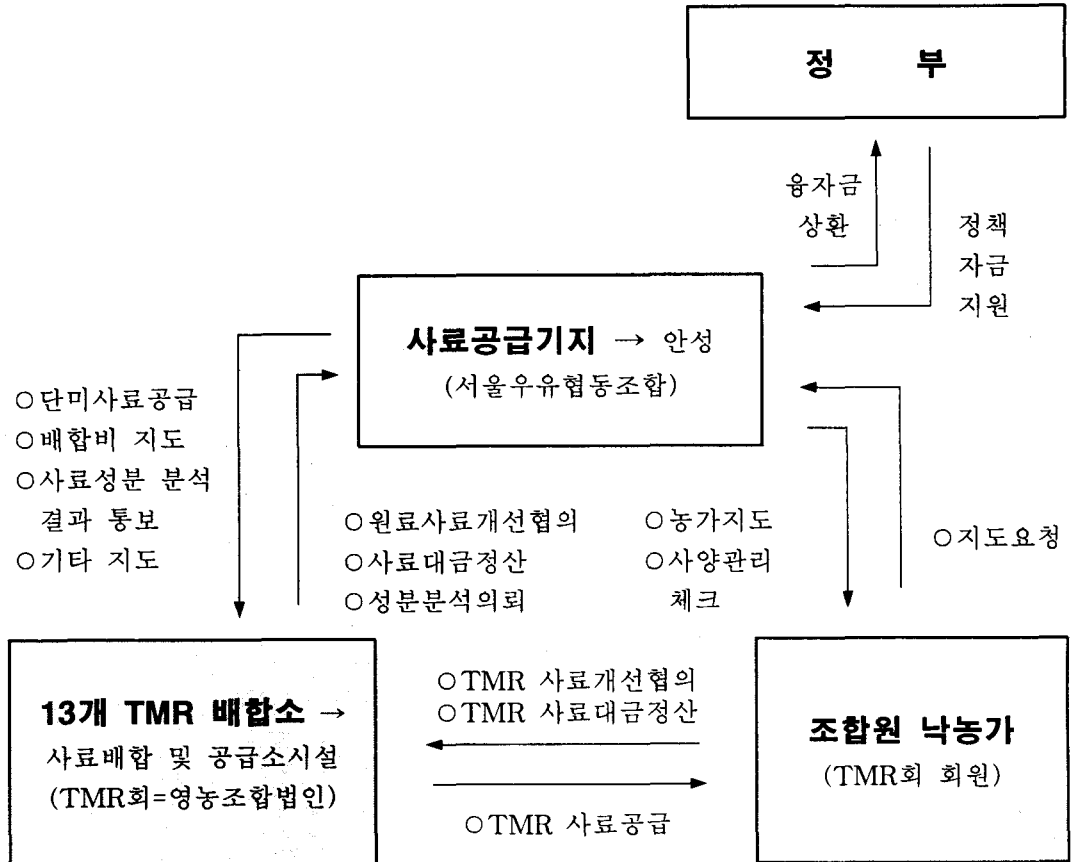 정 부
융자금
상환
정책
자금
지원
사료공급기지 → 안성
(서울우유협동조합)
○단미사료공급
○배합비 지도
○사료성분 분석
결과 통보
○기타 지도
○원료사료개선협의
○사료대금정산
○성분분석의뢰
○농가지도
○사양관리
체크
○지도요청
13개 TMR 배합소 →
사료배합 및 공급소시설
(TMR회=영농조합법인)
○TMR 사료개선협의
○TMR 사료대금정산
○TMR 사료공급
조합원 낙농가
(TMR회 회원)